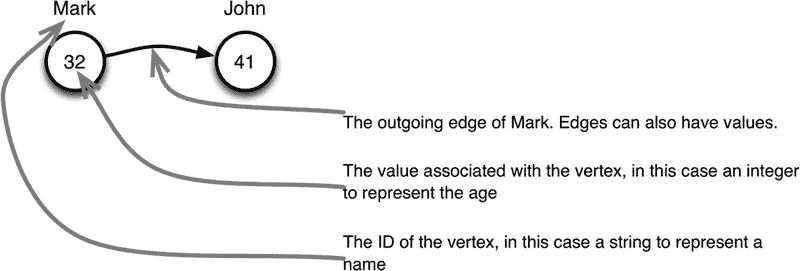 Mark John
32 41
The outgoing edge of Mark. Edges can also have values.
The value associated with the vertex, in this case an integer
to represent the age
The ID of the vertex, in this case a string to represent a
name